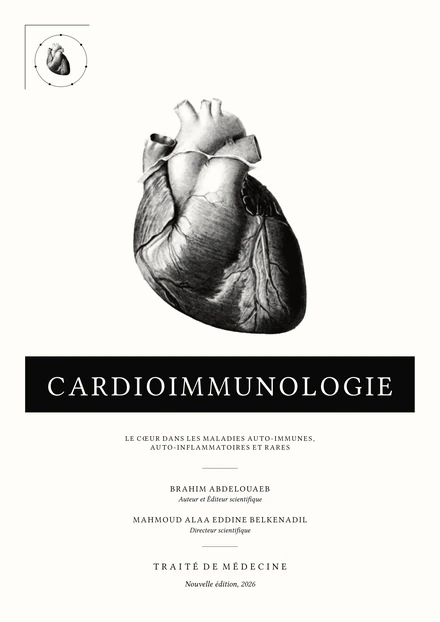 CARDIOIMMUNOLOGIE
LE CŒUR DANS LES MALADIES AUTO-IMMUNES,
AUTO-INFLAMMATOIRES ET RARES
BRAHIM ABDELOUAEB
Auteur et Éditeur scientifique
MAHMOUD ALAA EDDINE BELKENADIL
Directeur scientifique
TRAITÉ DE MÉDECINE
Nouvelle édition, 2026